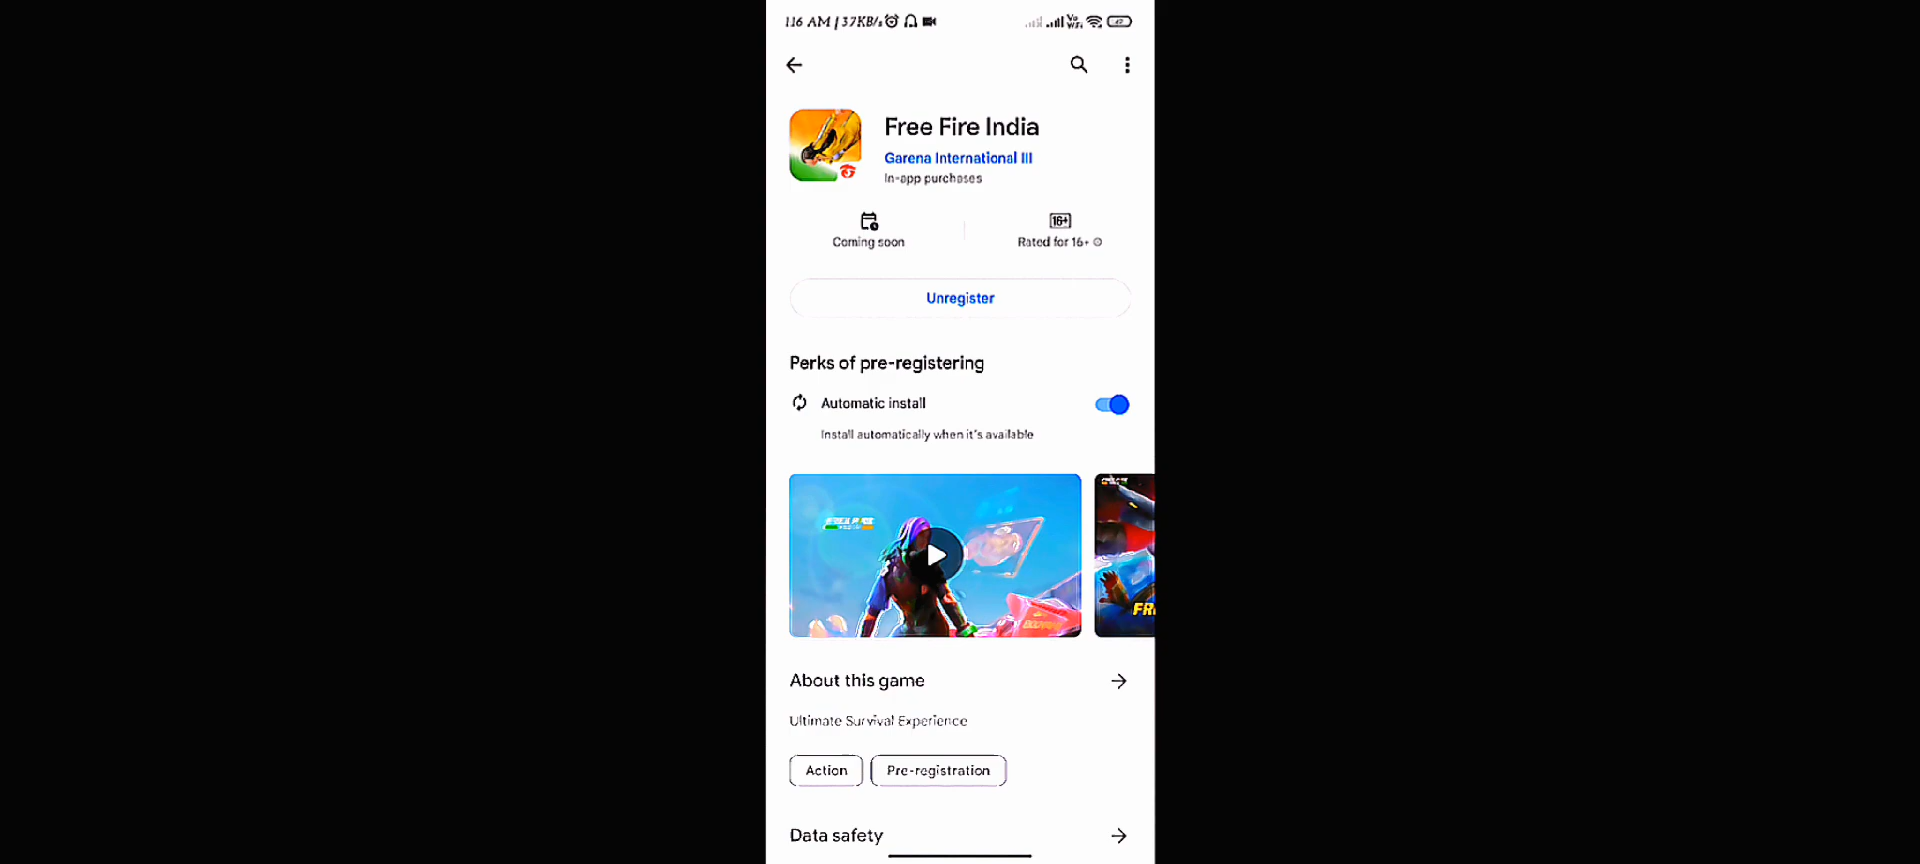 1:16 AM | 37KB/s
Free Fire India
Garena International III
In-app purchases
16+
Coming soon
Rated for 16+
Unregister
Perks of pre-registering
Automatic install
Install automatically when it's available
About this game
Ultimate Survival Experience
Action
Pre-registration
Data safety